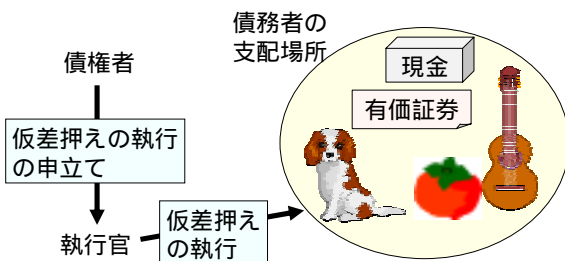 債務者の
支配場所
債権者
現金
有価証券
仮差押えの執行
の申立て
仮差押え
の執行
執行官